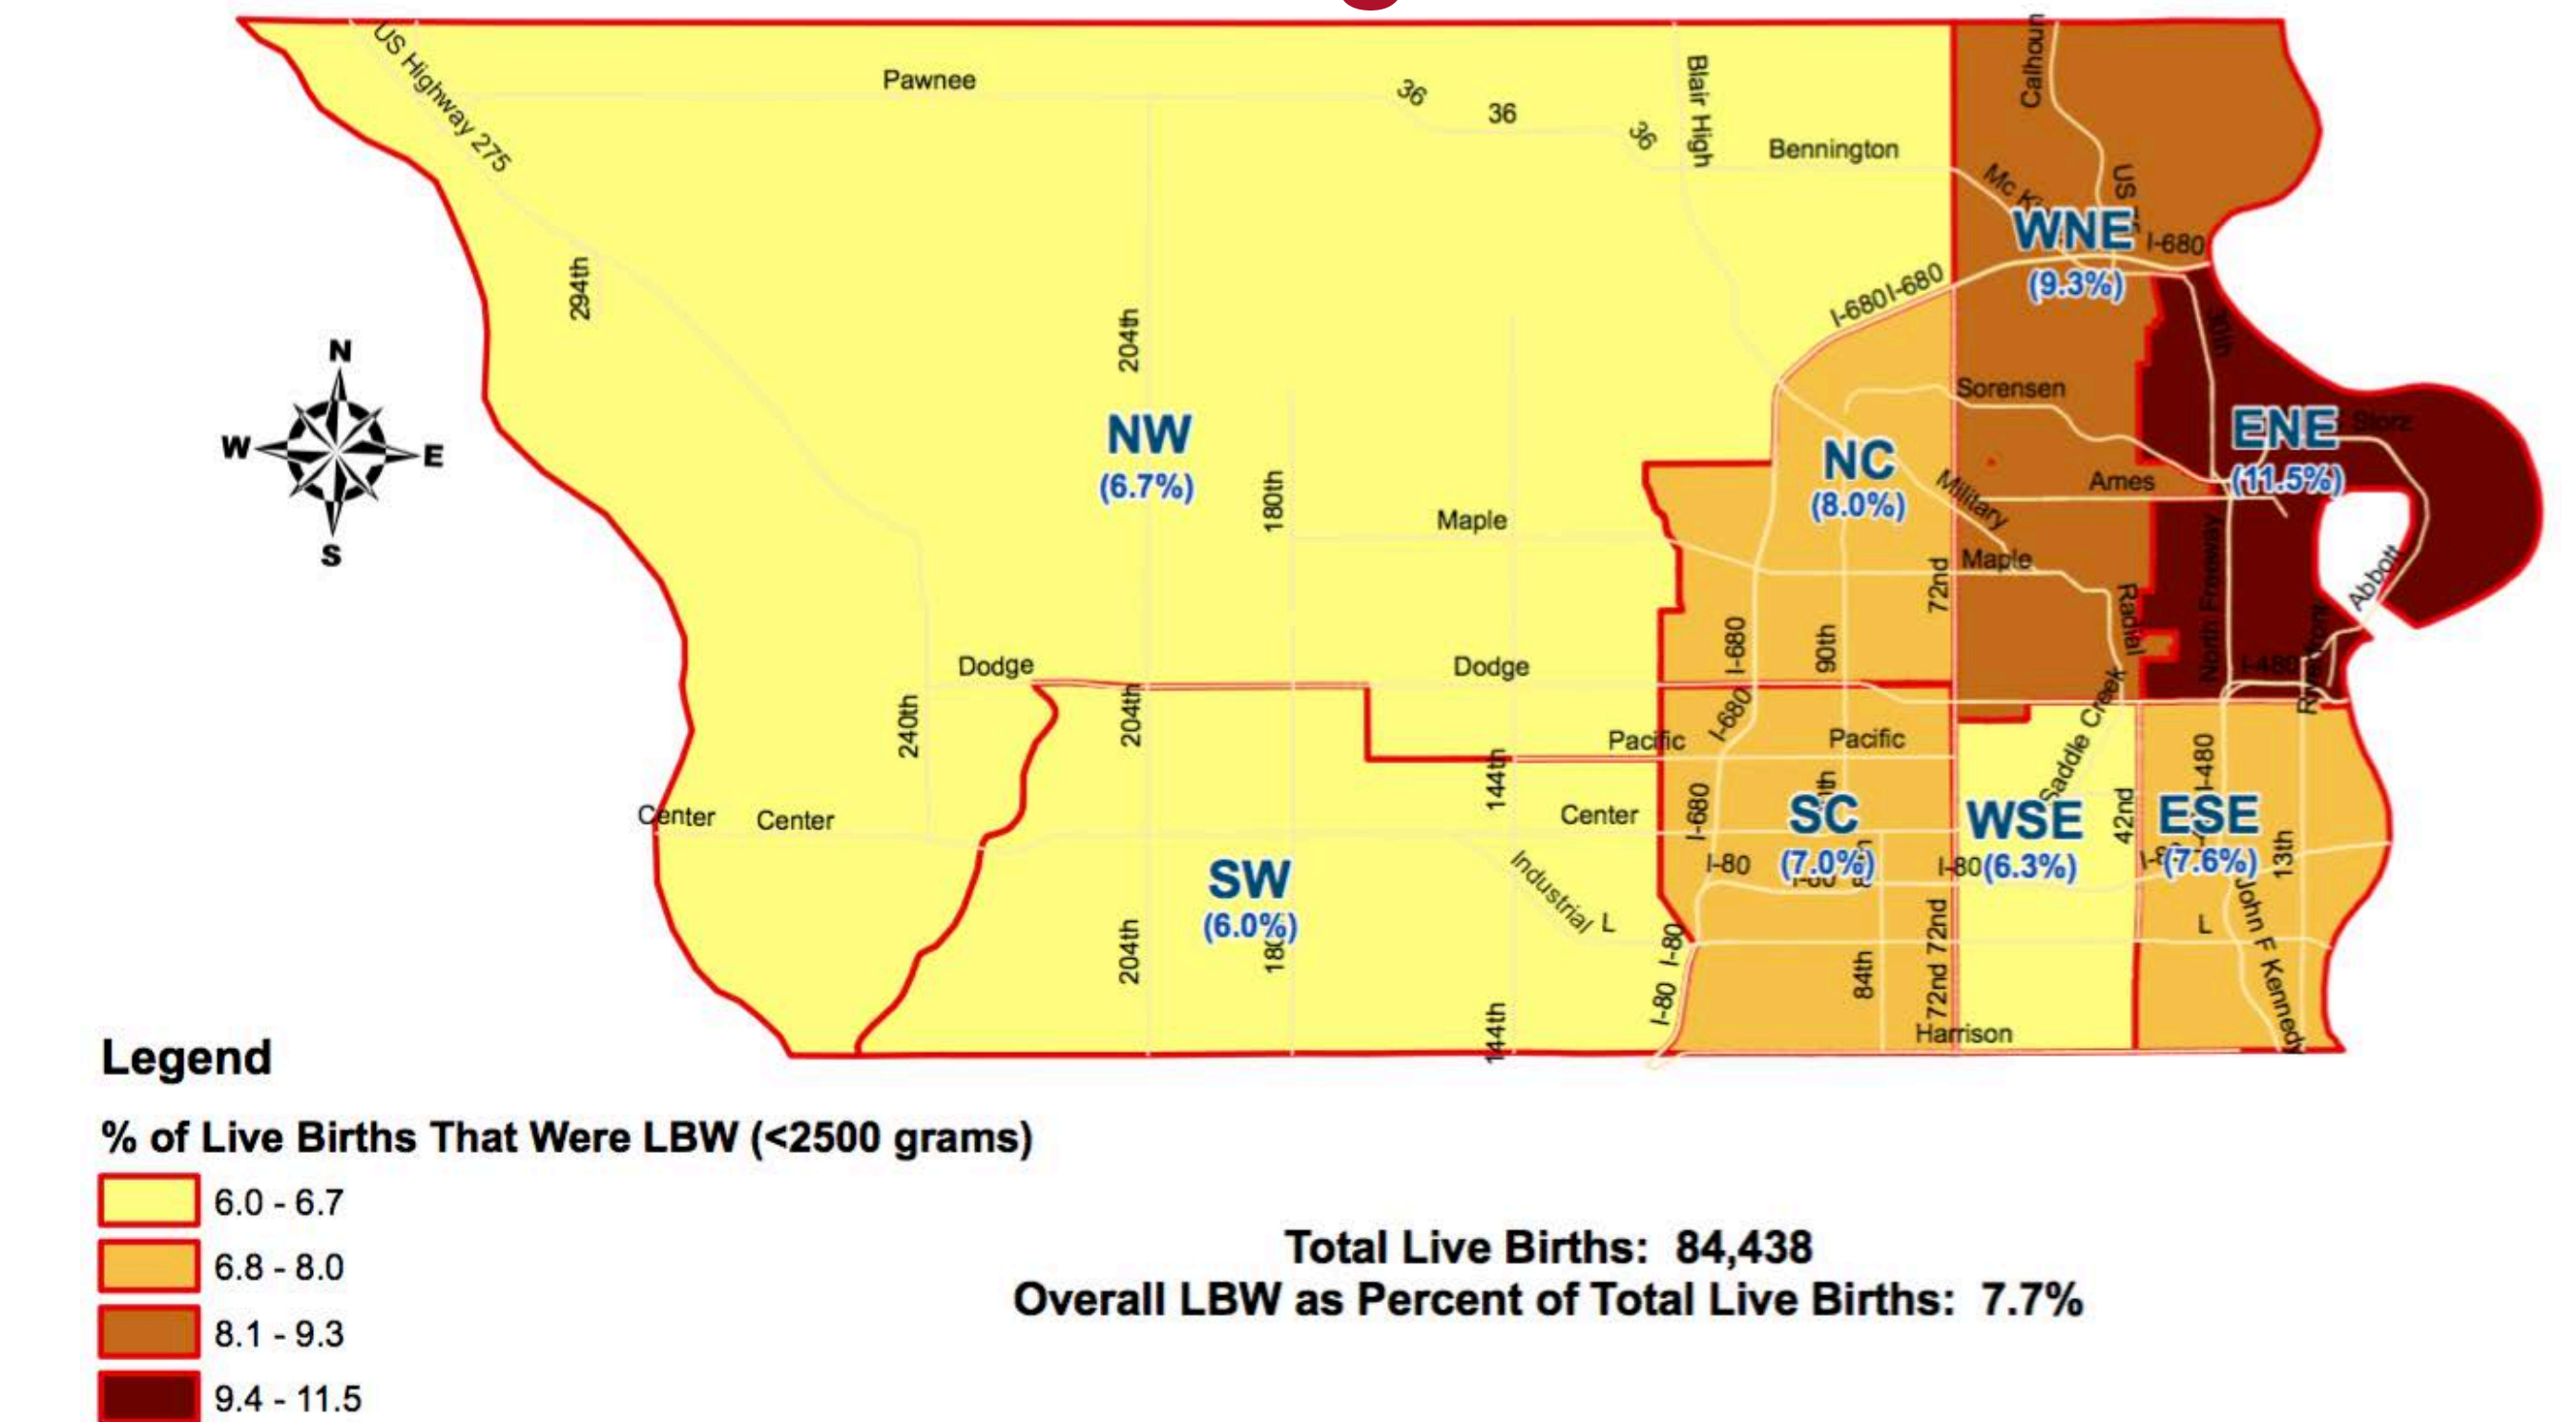 US Highway 275
Pawnee
36
36
36
Blair High
Bennington
Calhoun
US
WNE
I-680
(9.3%)
I-680
I-680
294th
N
W
E
S
204th
NW
(6.7%)
180th
Maple
NC
(8.0%)
Sorensen
Military
Ames
Maple
72nd
ENE
Storz
(11.5%)
North Freeway
Abbott
Radial
I-480
Dodge
Dodge
I-680
90th
240th
204th
I-680
Pacific
Pacific
Saddle Creek
144th
I-480
Center
Center
Center
I-680
SC
(7.0%)
I-80
WSE
I-80
(6.3%)
42nd
ESE
(7.6%)
13th
SW
(6.0%)
Industrial
L
L
John F Kennedy
204th
I-80
I-80
84th
72nd
72nd
144th
Harrison
Legend
% of Live Births That Were LBW (<2500 grams)
6.0 - 6.7
6.8 - 8.0
8.1 - 9.3
9.4 - 11.5
Total Live Births: 84,438
Overall LBW as Percent of Total Live Births: 7.7%